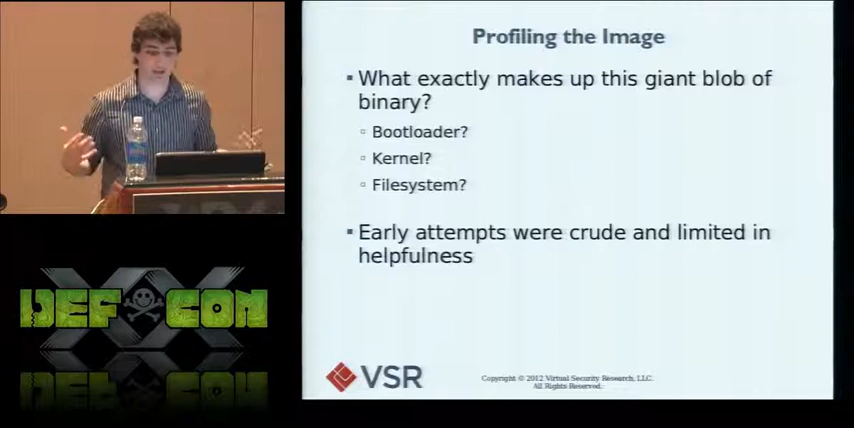 Profiling the Image
▪ What exactly makes up this giant blob of
binary?
▫ Bootloader?
▫ Kernel?
▫ Filesystem?
▪ Early attempts were crude and limited in
helpfulness
VSR
Copyright © 2012 Virtual Security Research, LLC.
All Rights Reserved.
DEF CON
XX